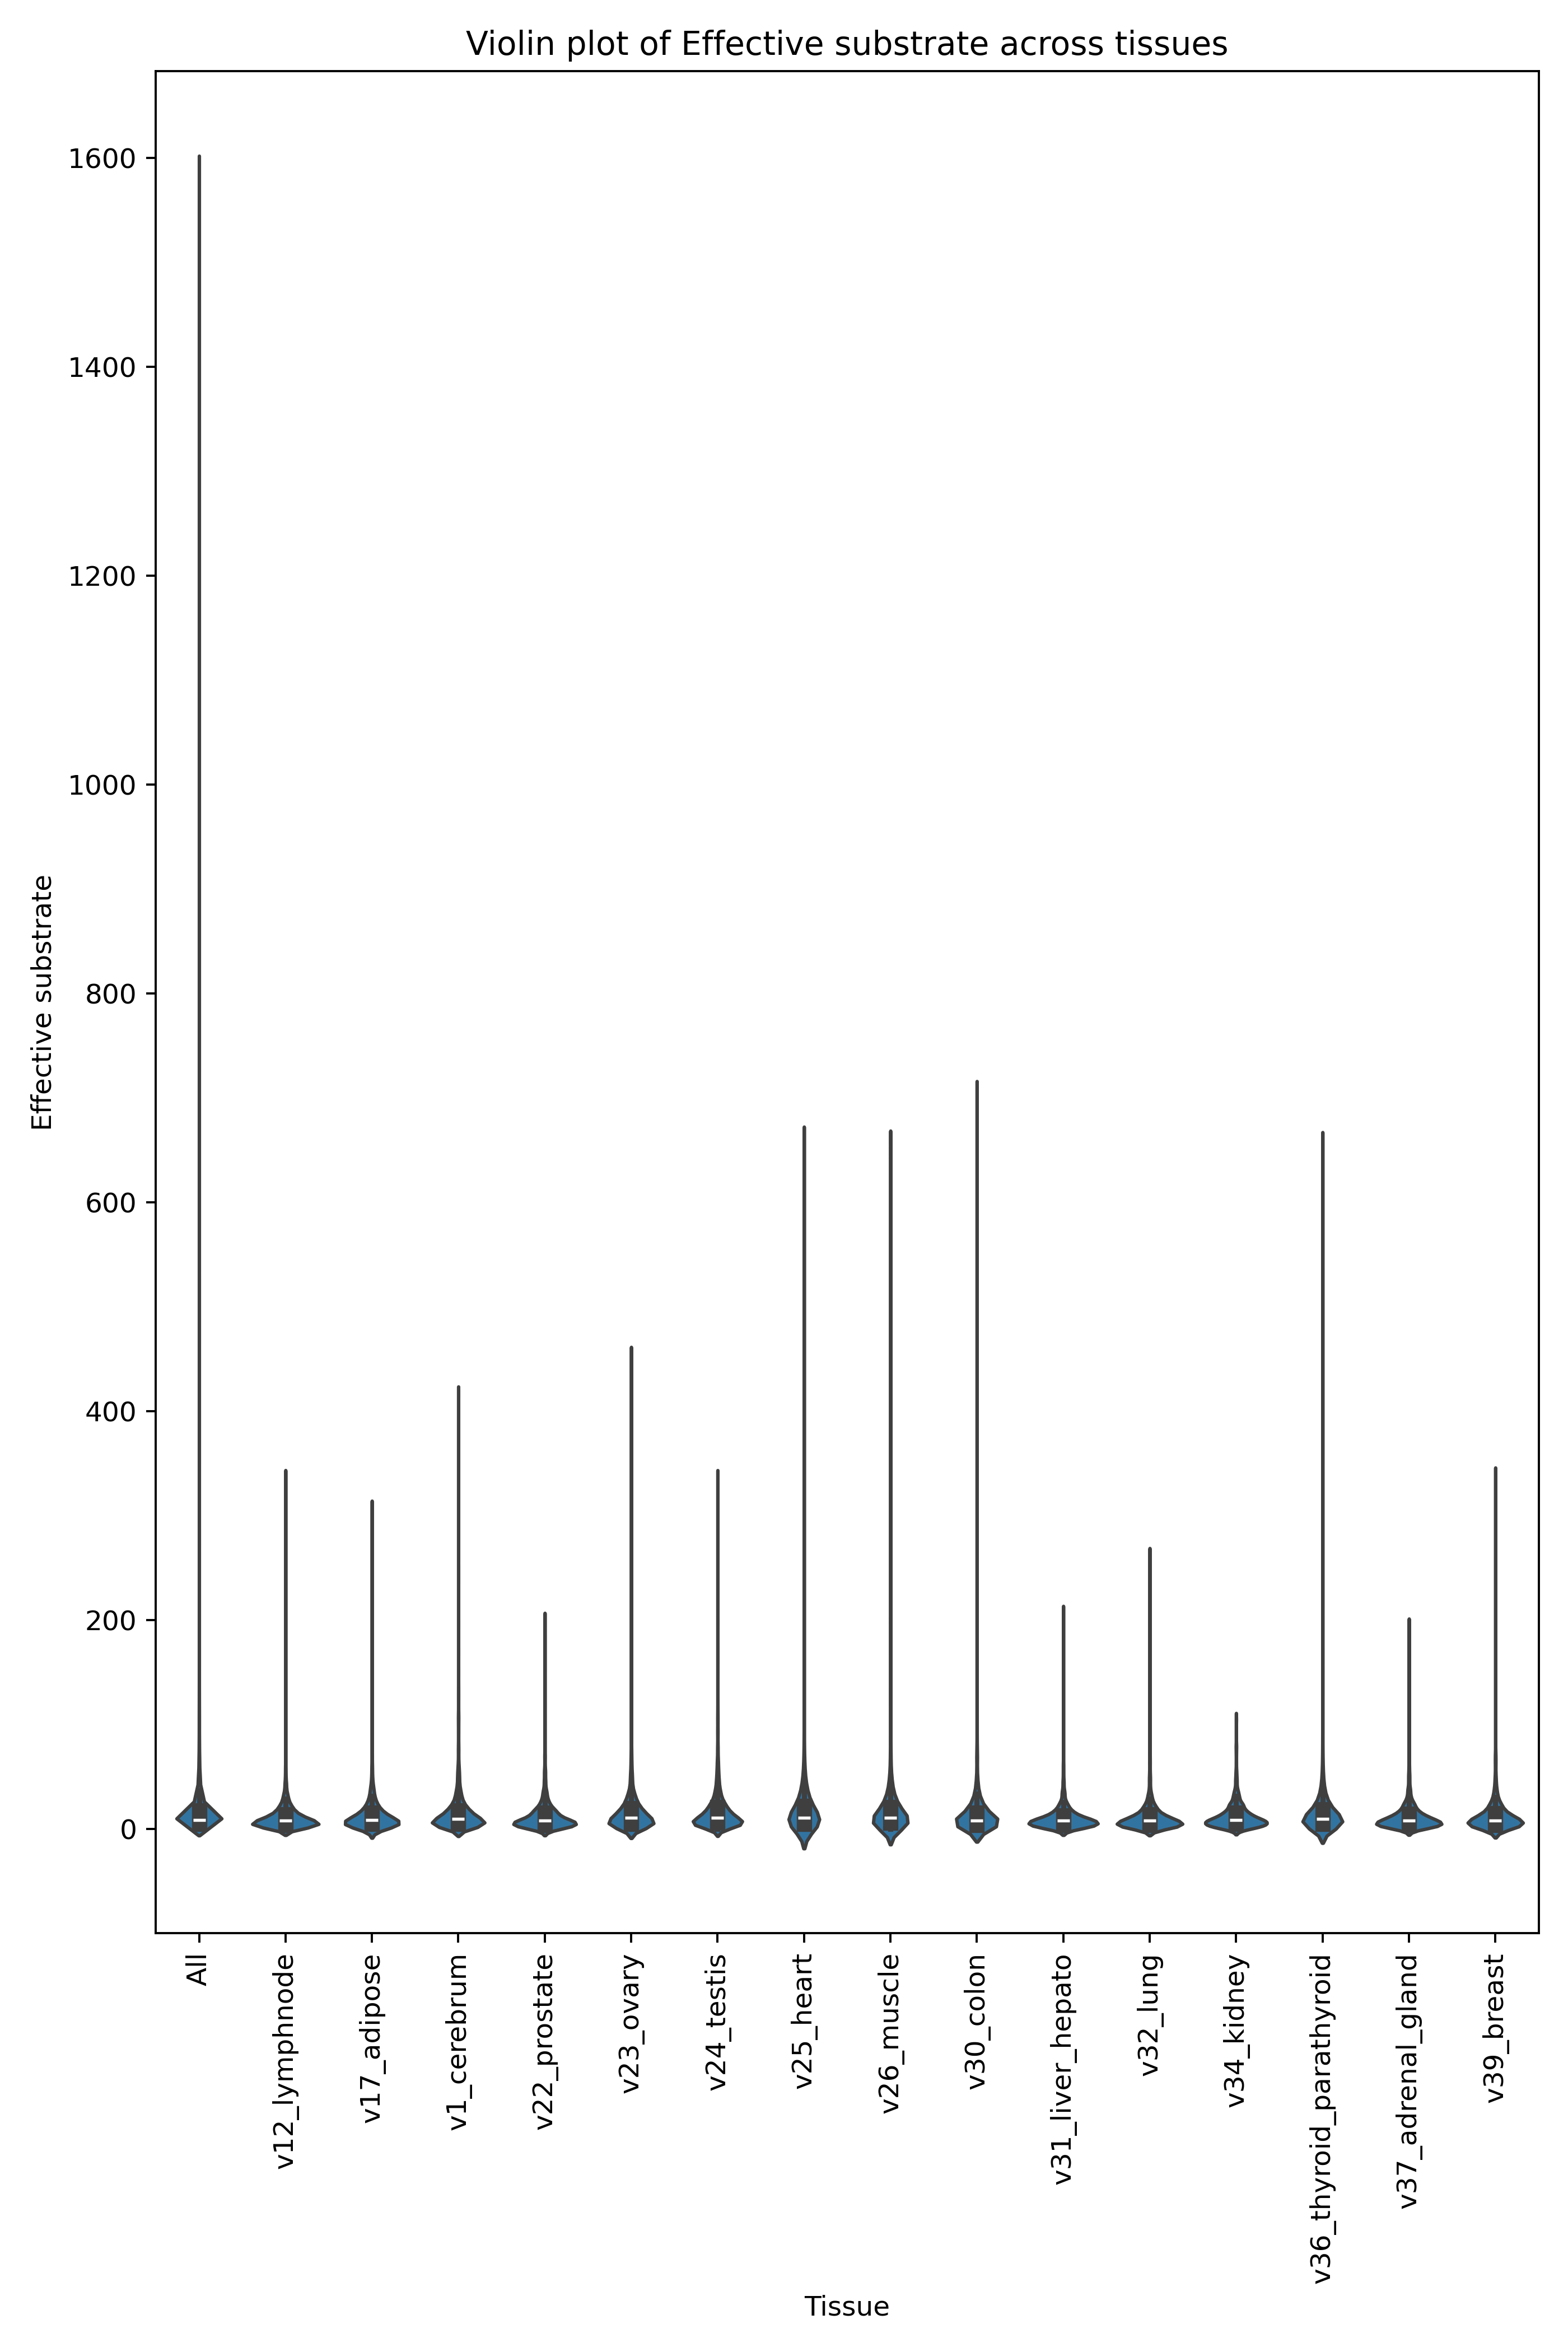 Violin plot of Effective substrate across tissues
1600
1400
1200
1000
800
600
400
200
0
Effective substrate
All
v12_lymphnode
v17_adipose
v1_cerebrum
v22_prostate
v23_ovary
v24_testis
v25_heart
v26_muscle
v30_colon
v31_liver_hepato
v32_lung
v34_kidney
v36_thyroid_parathyroid
v37_adrenal_gland
v39_breast
Tissue